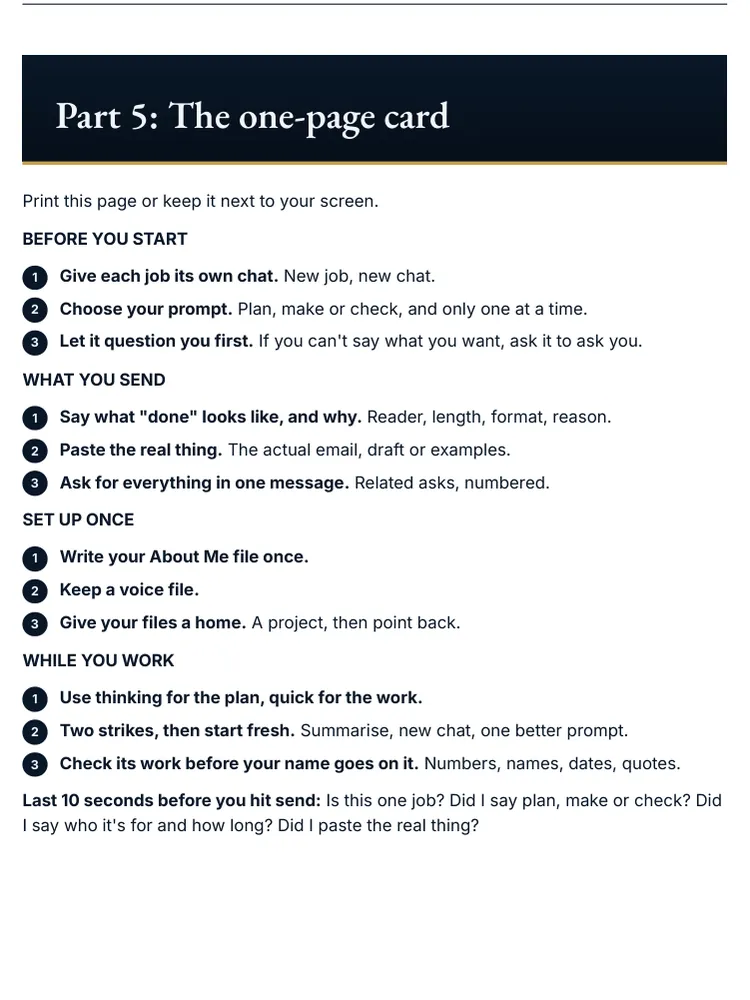 Part 5: The one-page card
Print this page or keep it next to your screen.
BEFORE YOU START
1 Give each job its own chat. New job, new chat.
2 Choose your prompt. Plan, make or check, and only one at a time.
3 Let it question you first. If you can't say what you want, ask it to ask you.
WHAT YOU SEND
1 Say what "done" looks like, and why. Reader, length, format, reason.
2 Paste the real thing. The actual email, draft or examples.
3 Ask for everything in one message. Related asks, numbered.
SET UP ONCE
1 Write your About Me file once.
2 Keep a voice file.
3 Give your files a home. A project, then point back.
WHILE YOU WORK
1 Use thinking for the plan, quick for the work.
2 Two strikes, then start fresh. Summarise, new chat, one better prompt.
3 Check its work before your name goes on it. Numbers, names, dates, quotes.
Last 10 seconds before you hit send: Is this one job? Did I say plan, make or check? Did
I say who it's for and how long? Did I paste the real thing?